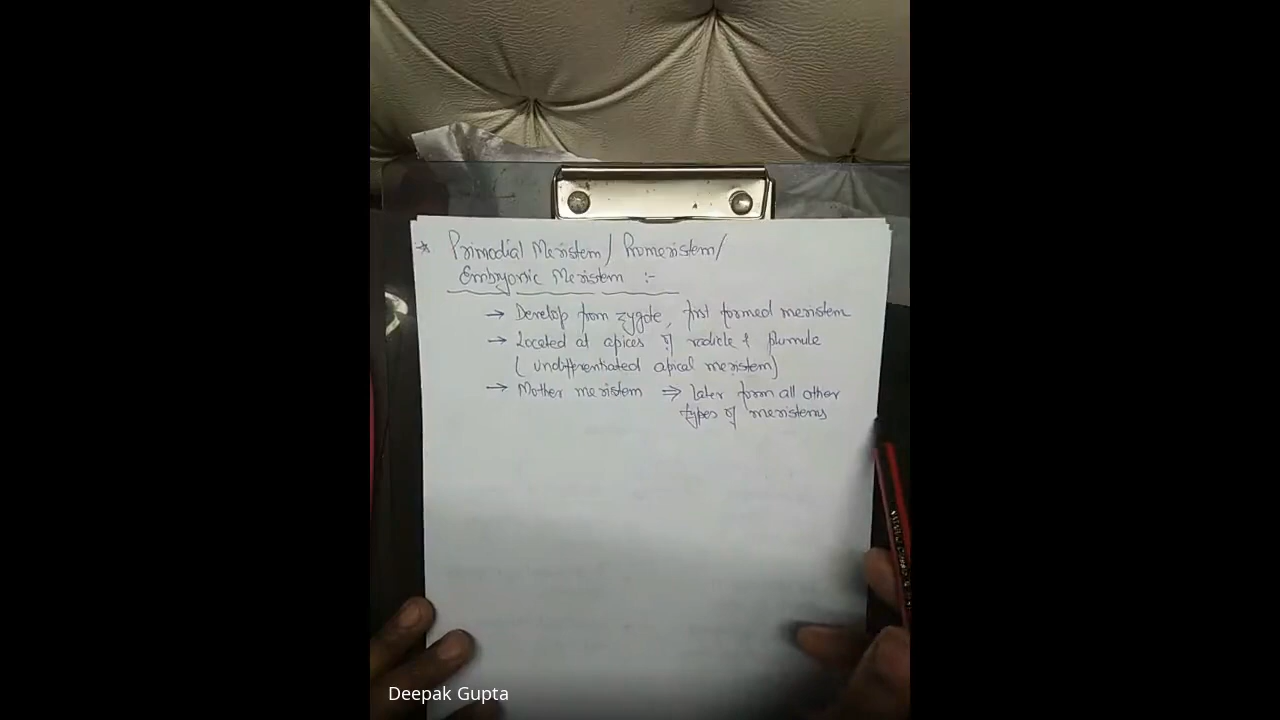 * Primodial Meristem / Promeristem /
Embryonic Meristem :-
→ Develop from zygote, first formed meristem
→ Located at apices of radicle & plumule
( undifferentiated apical meristem)
→ Mother meristem ⇒ Later form all other
types of meristems
Deepak Gupta